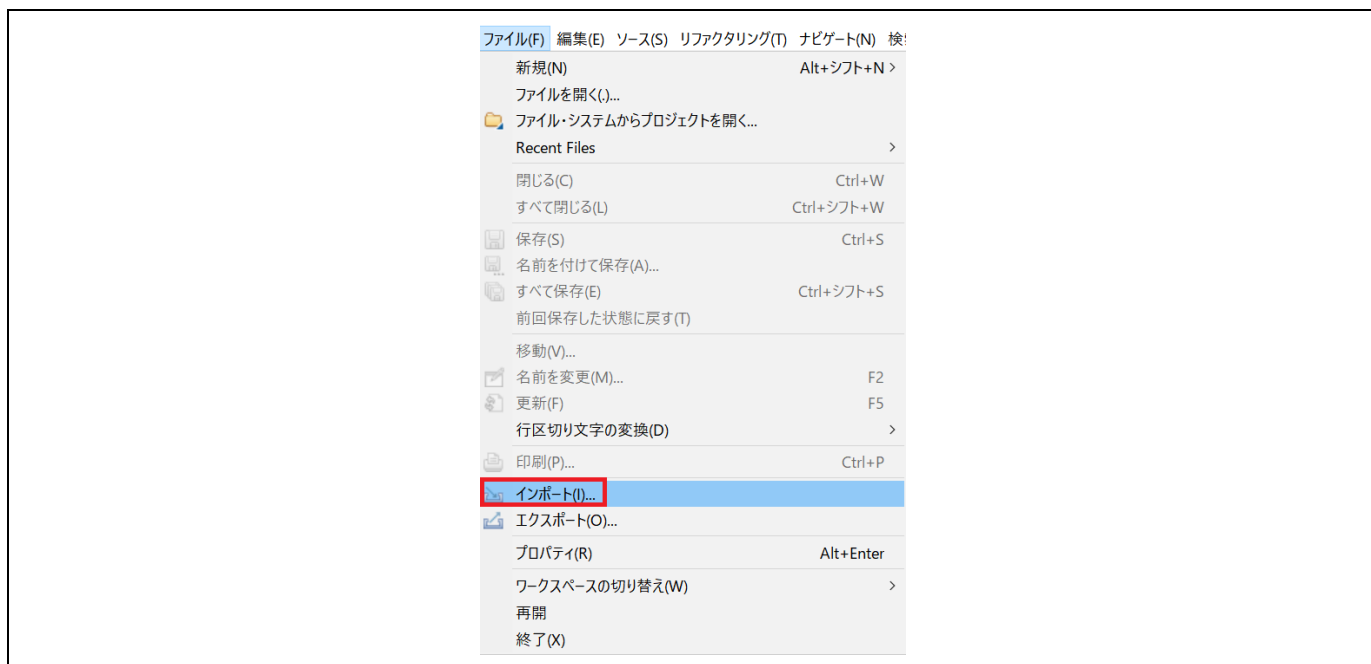 ファイル(F) 編集(E) ソース(S) リファクタリング(T) ナビゲート(N) 検
新規(N) Alt+シフト+N >
ファイルを開く(.)...
ファイル・システムからプロジェクトを開く...
Recent Files >
閉じる(C) Ctrl+W
すべて閉じる(L) Ctrl+シフト+W
保存(S) Ctrl+S
名前を付けて保存(A)...
すべて保存(E) Ctrl+シフト+S
前回保存した状態に戻す(T)
移動(V)...
名前を変更(M)... F2
更新(F) F5
行区切り文字の変換(D) >
印刷(P)... Ctrl+P
インポート(I)...
エクスポート(O)...
プロパティ(R) Alt+Enter
ワークスペースの切り替え(W) >
再開
終了(X)